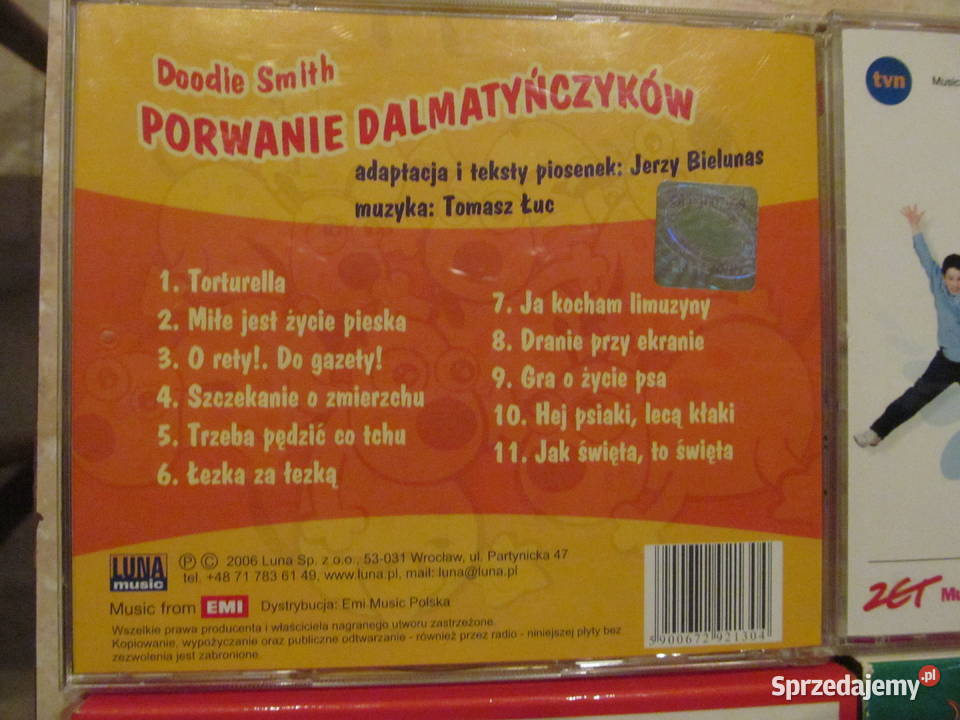 Doodie Smith
PORWANIE DALMATYŃCZYKÓW
adaptacja i teksty piosenek: Jerzy Bielunas
muzyka: Tomasz Łuc
1. Torturella
2. Miłe jest życie pieska
3. O rety!. Do gazety!
4. Szczekanie o zmierzchu
5. Trzeba pędzić co tchu
6. Łezka za łezką
7. Ja kocham limuzyny
8. Dranie przy ekranie
9. Gra o życie psa
10. Hej psiaki, lecą kłaki
11. Jak święta, to święta
LUNA
music
Ⓟ Ⓒ 2006 Luna Sp. z o.o., 53-031 Wrocław, ul. Partynicka 47
tel. +48 71 783 61 49, www.luna.pl, mail: luna@luna.pl
Music from EMI Dystrybucja: Emi Music Polska
Wszelkie prawa producenta i właściciela nagranego utworu zastrzeżone.
Kopiowanie, wypożyczanie oraz publiczne odtwarzanie - również przez radio - niniejszej płyty bez
zezwolenia jest zabronione.
5 900672 921304
tvn
Music
ZET Mu
Sprzedajemy.pl